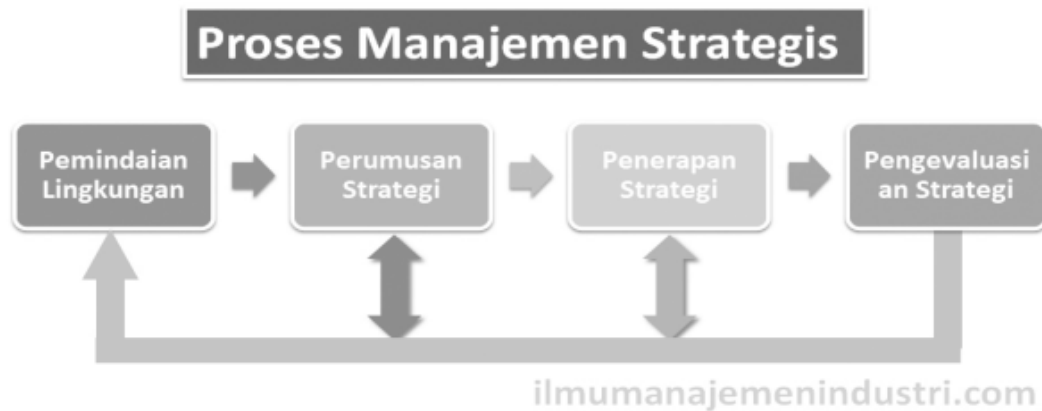 Proses Manajemen Strategis
Pemindaian
Lingkungan
Perumusan
Strategi
Penerapan
Strategi
Pengevaluasi
an Strategi
ilmumanajemenindustri.com